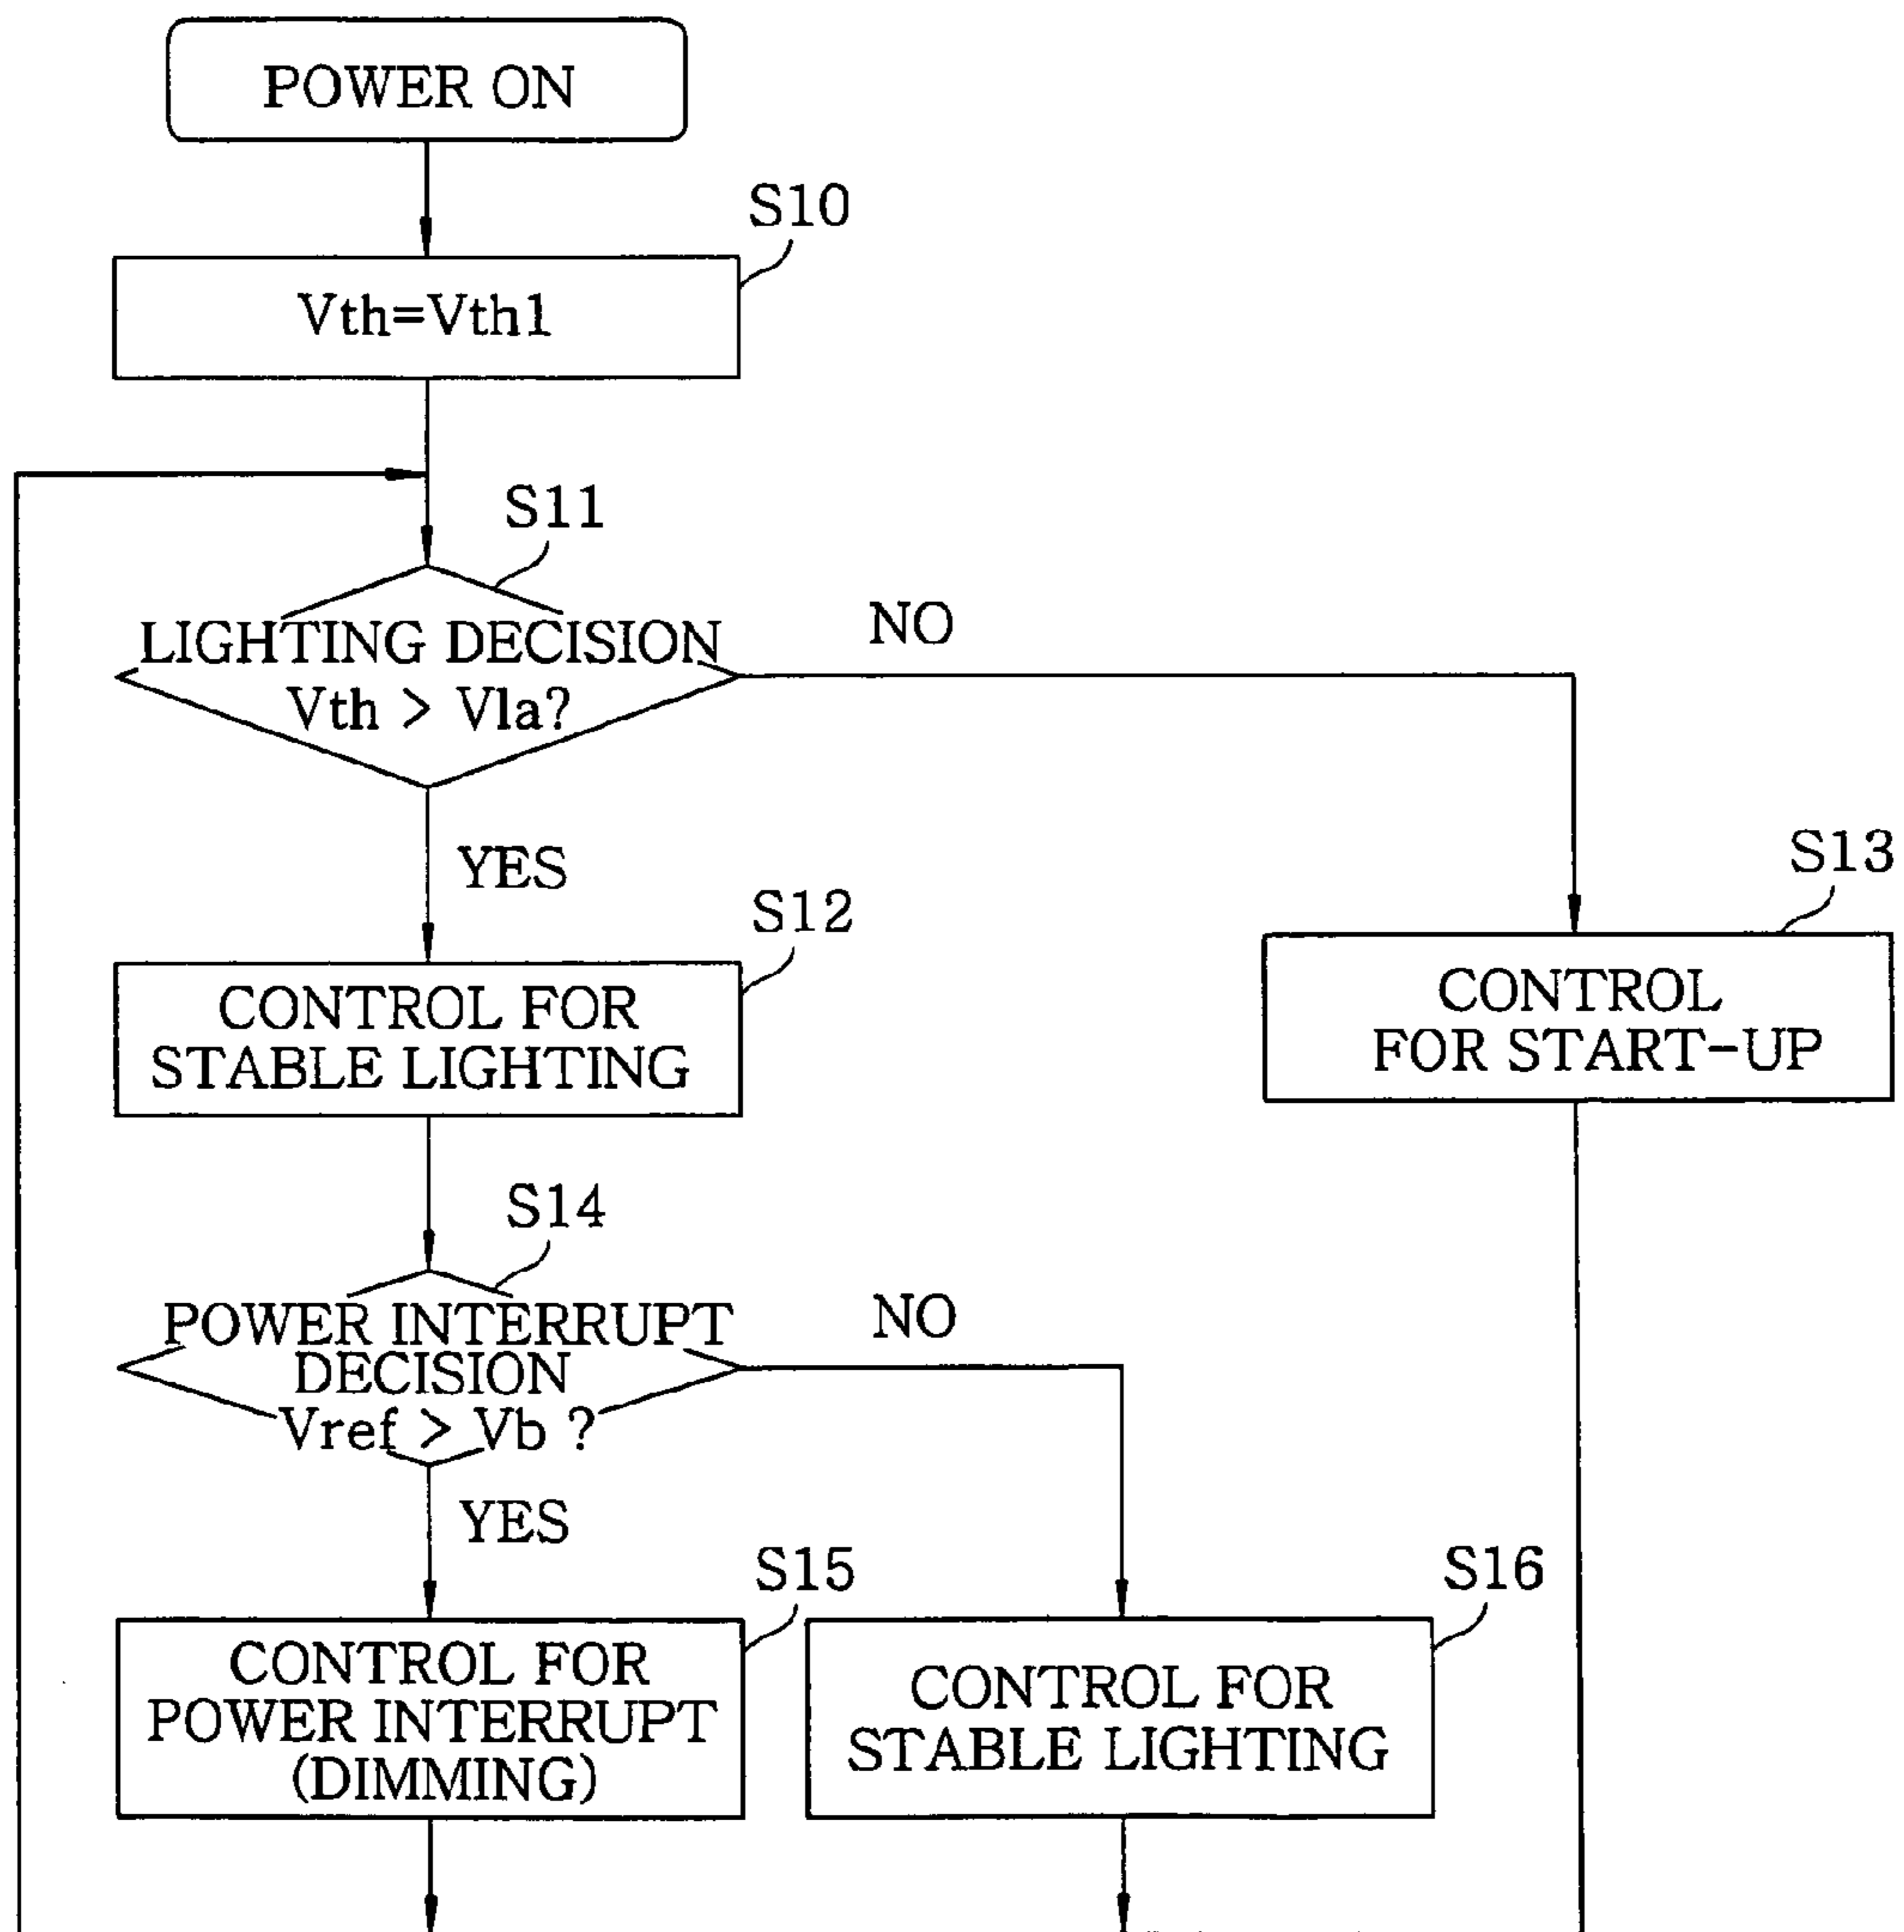 POWER ON
S10
Vth=Vth1
S11
LIGHTING DECISION
Vth > Vla?
NO
YES
S12
S13
CONTROL FOR
STABLE LIGHTING
CONTROL
FOR START-UP
S14
POWER INTERRUPT
DECISION
Vref > Vb ?
NO
YES
S15
S16
CONTROL FOR
POWER INTERRUPT
(DIMMING)
CONTROL FOR
STABLE LIGHTING